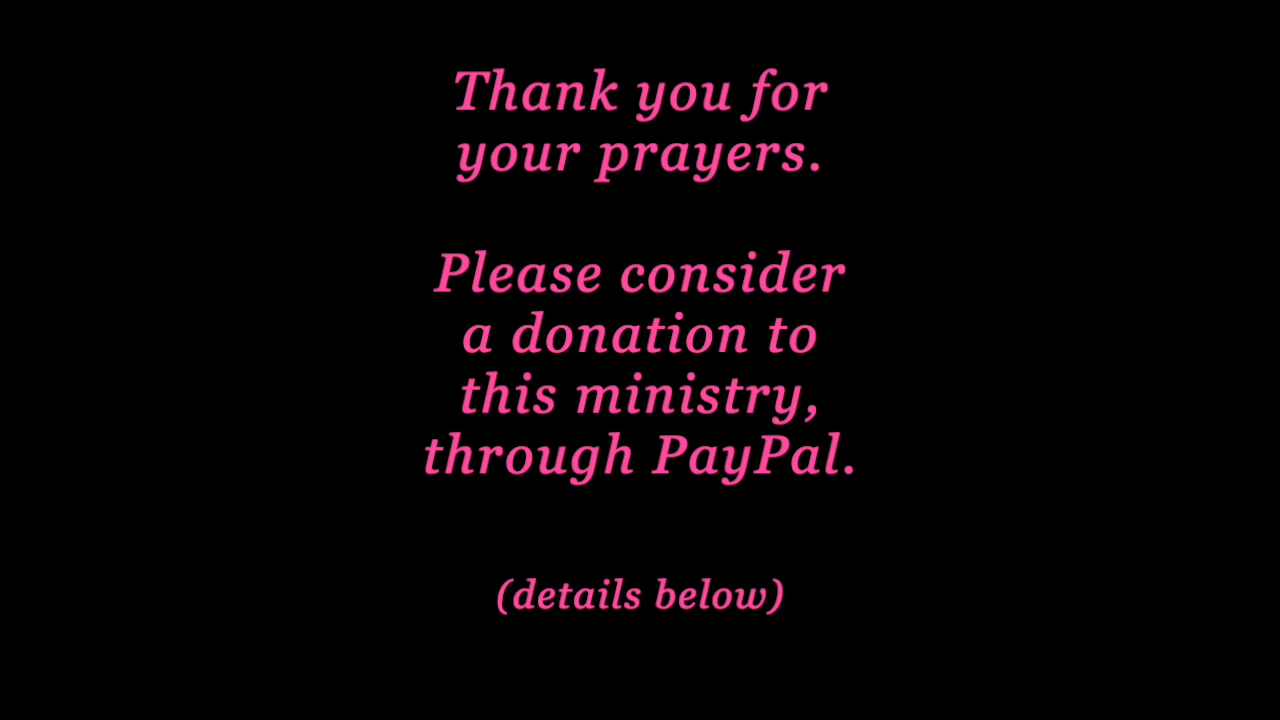 Thank you for
your prayers.
Please consider
a donation to
this ministry,
through PayPal.
(details below)